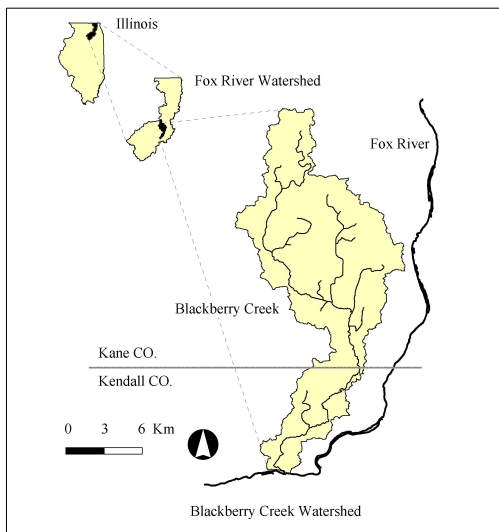 Illinois
Fox River Watershed
Fox River
Blackberry Creek
Kane CO.
Kendall CO.
0 3 6 Km
Blackberry Creek Watershed